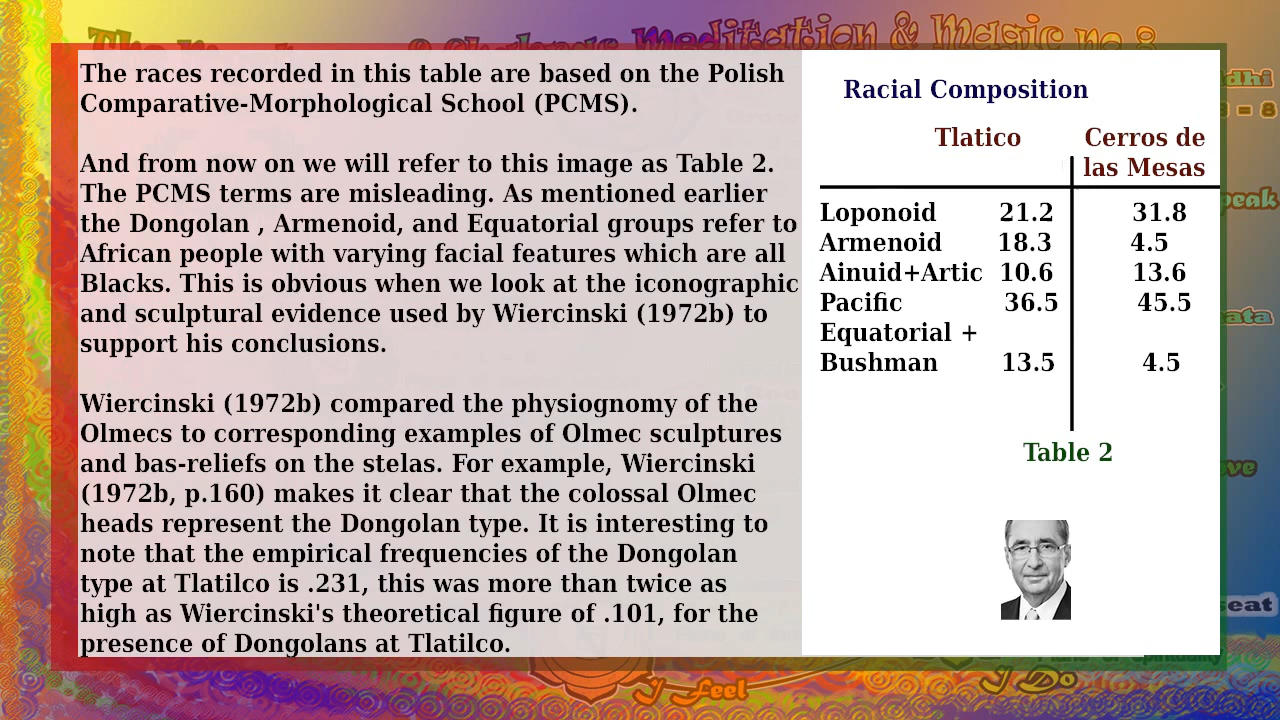 The races recorded in this table are based on the Polish
Comparative-Morphological School (PCMS).
And from now on we will refer to this image as Table 2.
The PCMS terms are misleading. As mentioned earlier
the Dongolan , Armenoid, and Equatorial groups refer to
African people with varying facial features which are all
Blacks. This is obvious when we look at the iconographic
and sculptural evidence used by Wiercinski (1972b) to
support his conclusions.
Wiercinski (1972b) compared the physiognomy of the
Olmecs to corresponding examples of Olmec sculptures
and bas-reliefs on the stelas. For example, Wiercinski
(1972b, p.160) makes it clear that the colossal Olmec
heads represent the Dongolan type. It is interesting to
note that the empirical frequencies of the Dongolan
type at Tlatilco is .231, this was more than twice as
high as Wiercinski's theoretical figure of .101, for the
presence of Dongolans at Tlatilco.
Racial Composition
Tlatico Cerros de
las Mesas
Loponoid 21.2 31.8
Armenoid 18.3 4.5
Ainuid+Artic 10.6 13.6
Pacific 36.5 45.5
Equatorial +
Bushman 13.5 4.5
Table 2
Meditation & Magic no.8
= 8
I feel
I Do